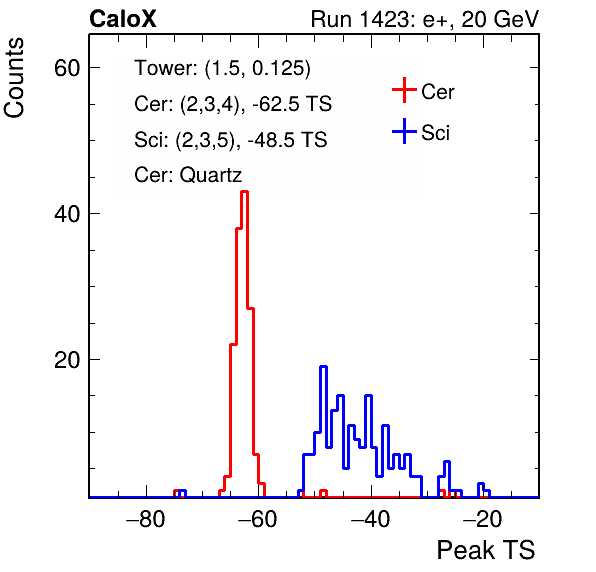 CaloX Run 1423: e+, 20 GeV
Counts
60
40
20
Tower: (1.5, 0.125)
Cer: (2,3,4), -62.5 TS
Sci: (2,3,5), -48.5 TS
Cer: Quartz
Cer
Sci
−80 −60 −40 −20
Peak TS